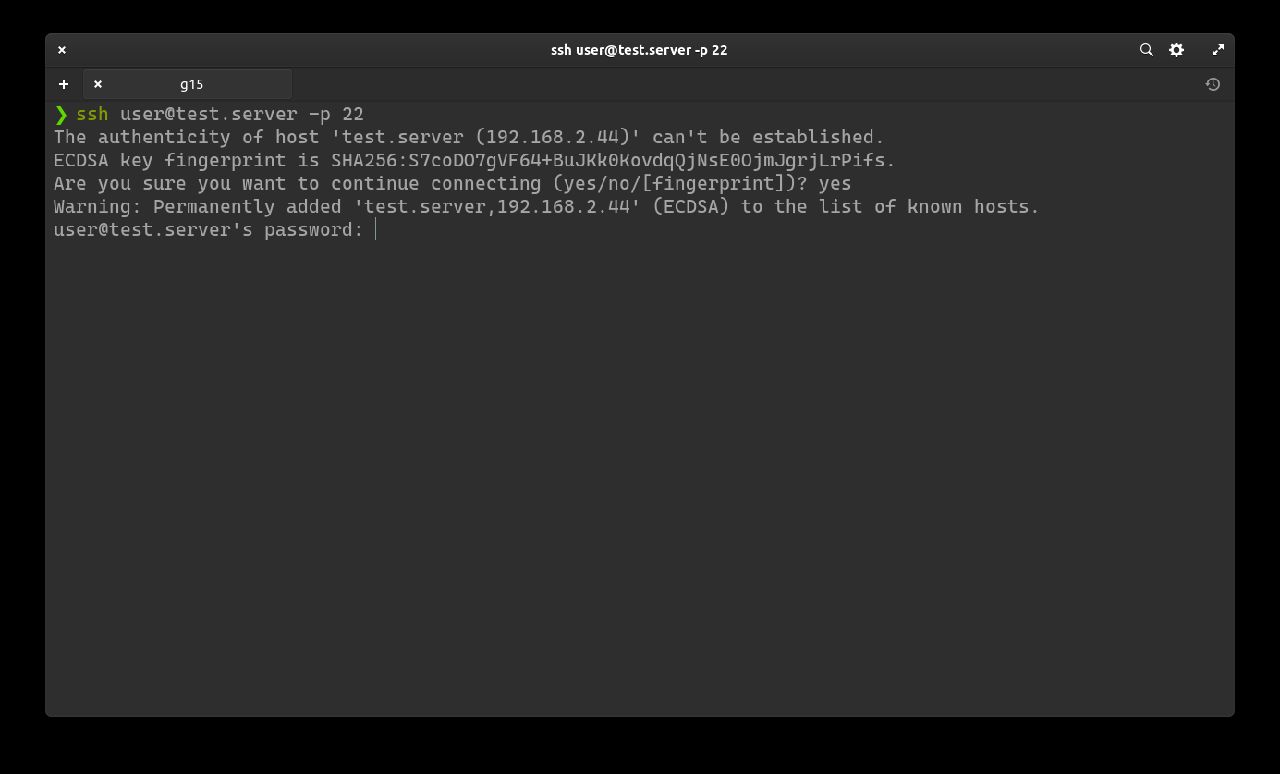 ssh user@test.server -p 22
g15
❯ ssh user@test.server -p 22
The authenticity of host 'test.server (192.168.2.44)' can't be established.
ECDSA key fingerprint is SHA256:S7coDO7gVF64+BuJKk0KovdqQjNsE0OjmJgrjLrPifs.
Are you sure you want to continue connecting (yes/no/[fingerprint])? yes
Warning: Permanently added 'test.server,192.168.2.44' (ECDSA) to the list of known hosts.
user@test.server's password: